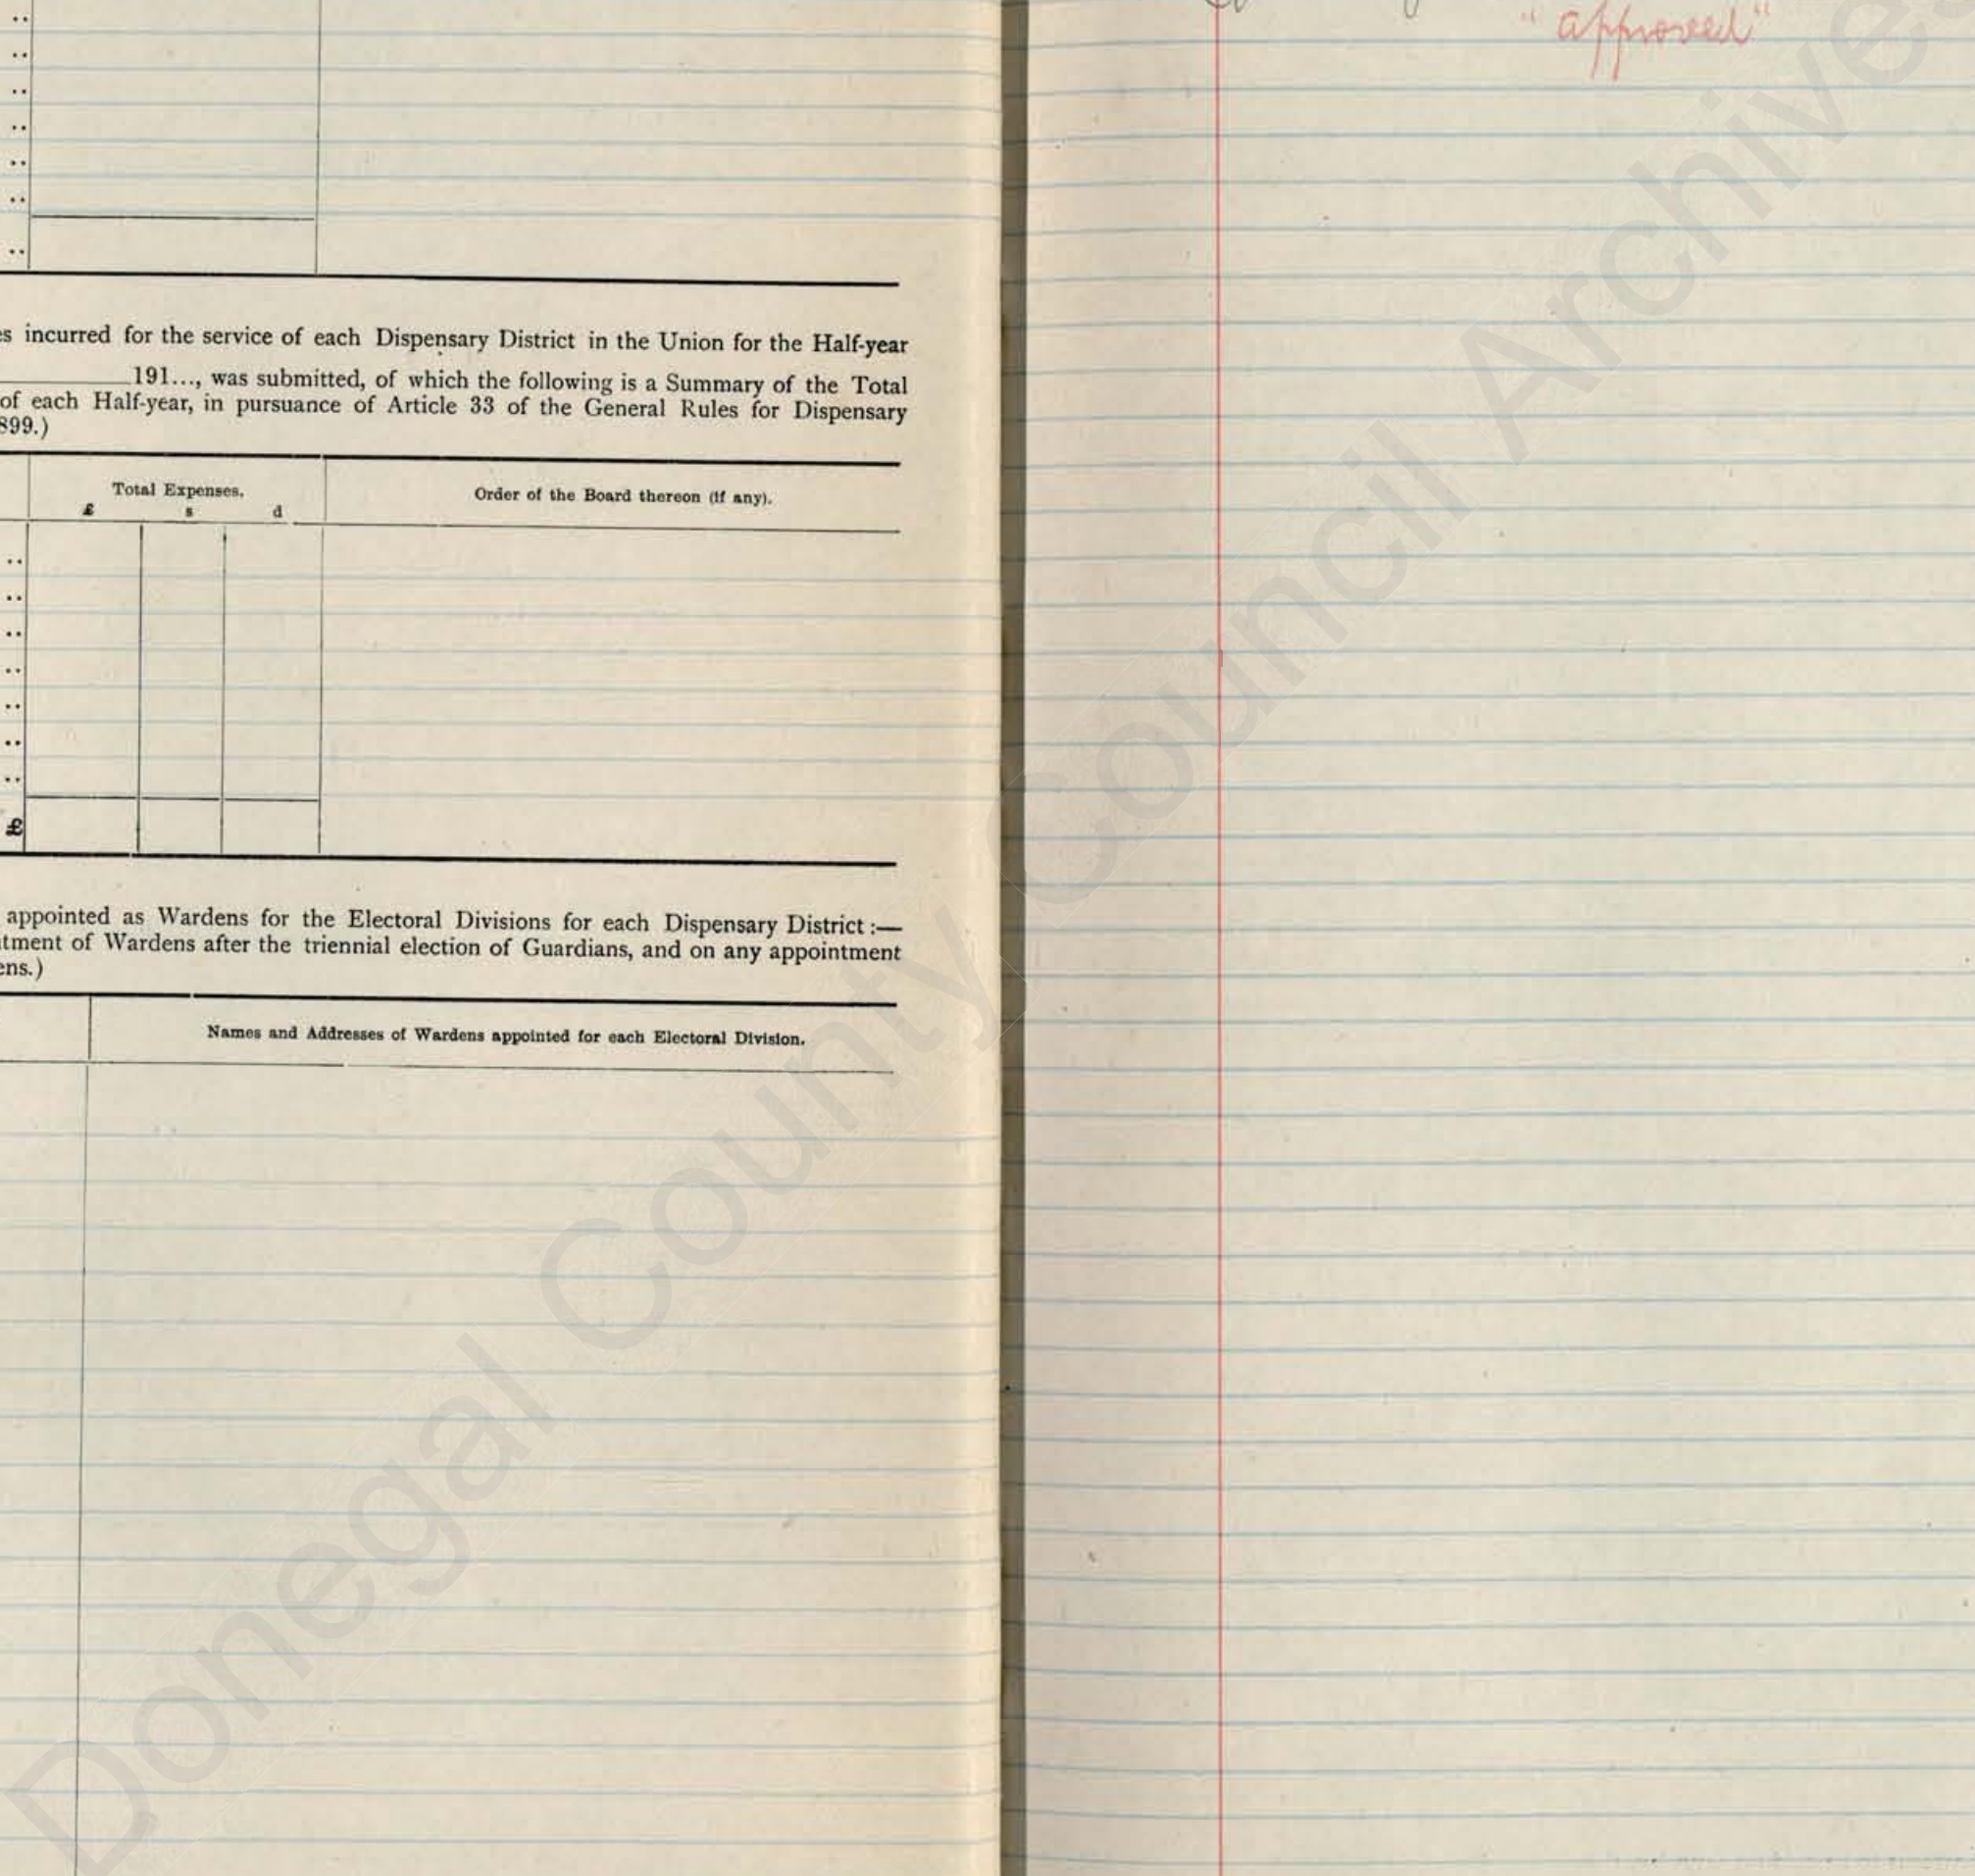 s incurred for the service of each Dispensary District in the Union for the Half-year
191..., was submitted, of which the following is a Summary of the Total
of each Half-year, in pursuance of Article 33 of the General Rules for Dispensary
899.)
Total Expenses.
£ s d
Order of the Board thereon (if any).
£
appointed as Wardens for the Electoral Divisions for each Dispensary District :—
tment of Wardens after the triennial election of Guardians, and on any appointment
ens.)
Names and Addresses of Wardens appointed for each Electoral Division.
"approved"
Donegal County Council Archives